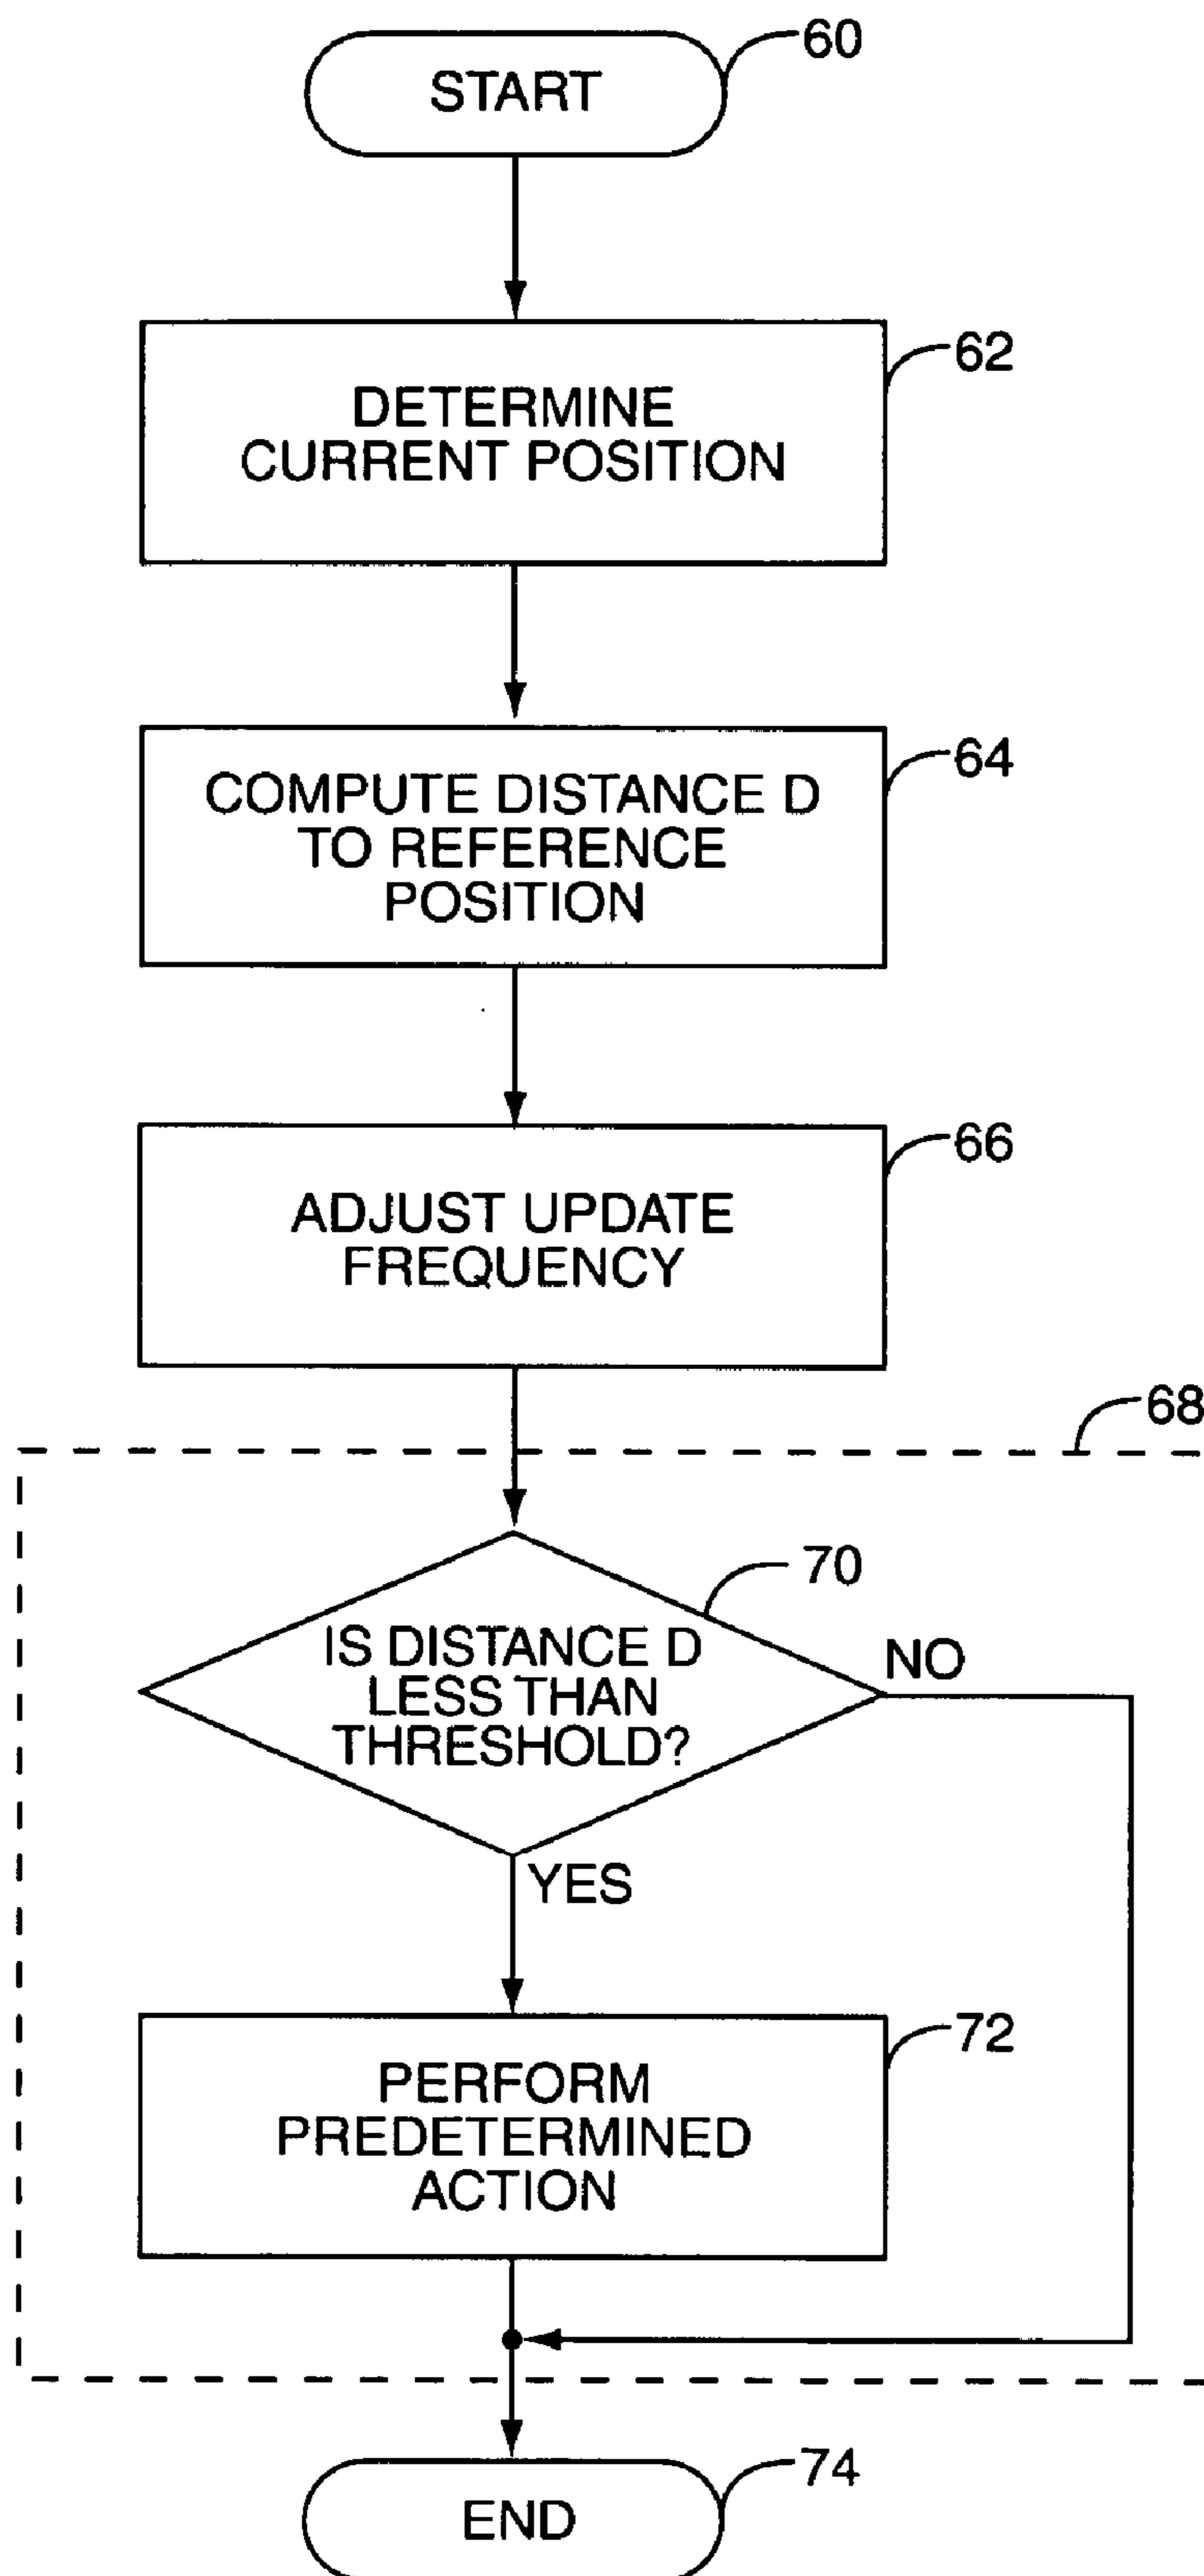 START
60
DETERMINE
CURRENT POSITION
62
COMPUTE DISTANCE D
TO REFERENCE
POSITION
64
ADJUST UPDATE
FREQUENCY
66
68
IS DISTANCE D
LESS THAN
THRESHOLD?
70
NO
YES
PERFORM
PREDETERMINED
ACTION
72
END
74